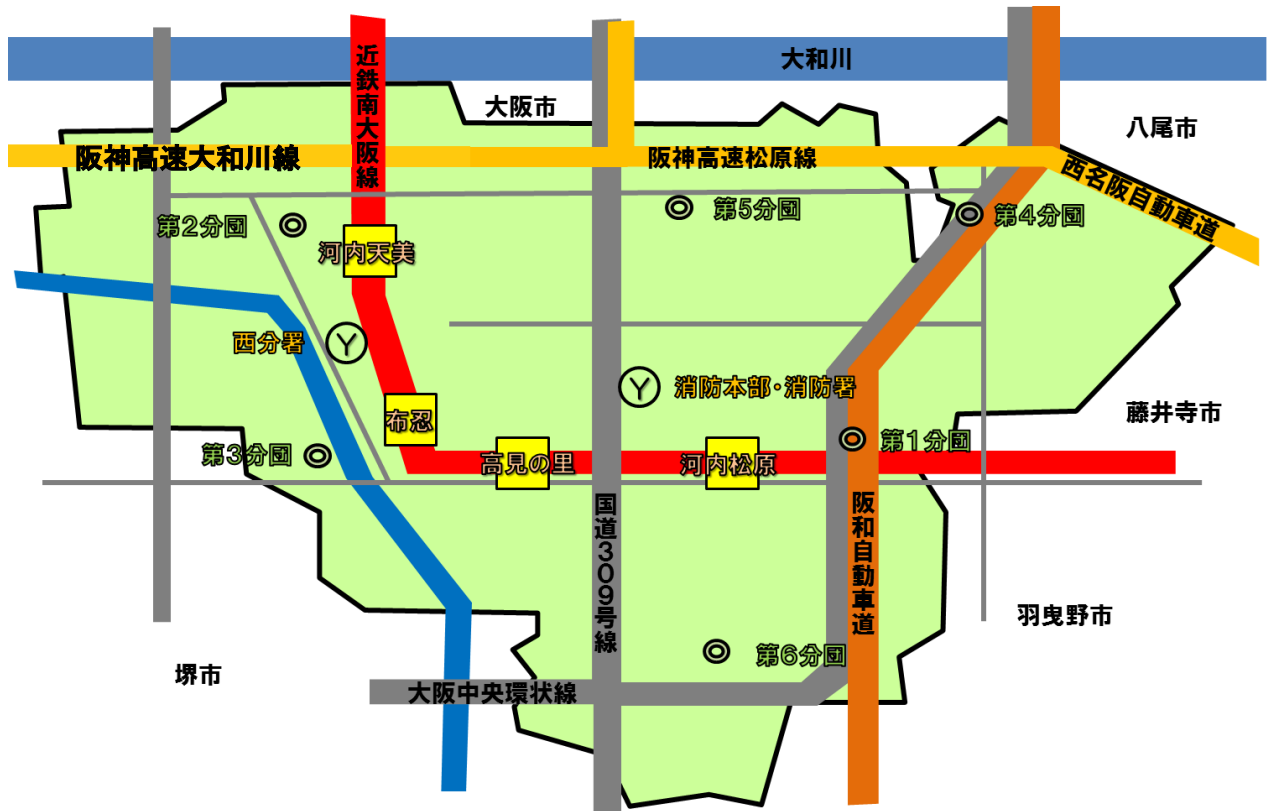 大和川
近鉄南大阪線
大阪市
八尾市
阪神高速大和川線
阪神高速松原線
西名阪自動車道
第2分団
第5分団
第4分団
河内天美
西分署
消防本部・消防署
布忍
藤井寺市
第3分団
高見の里
河内松原
第1分団
国道309号線
阪和自動車道
羽曳野市
第6分団
堺市
大阪中央環状線